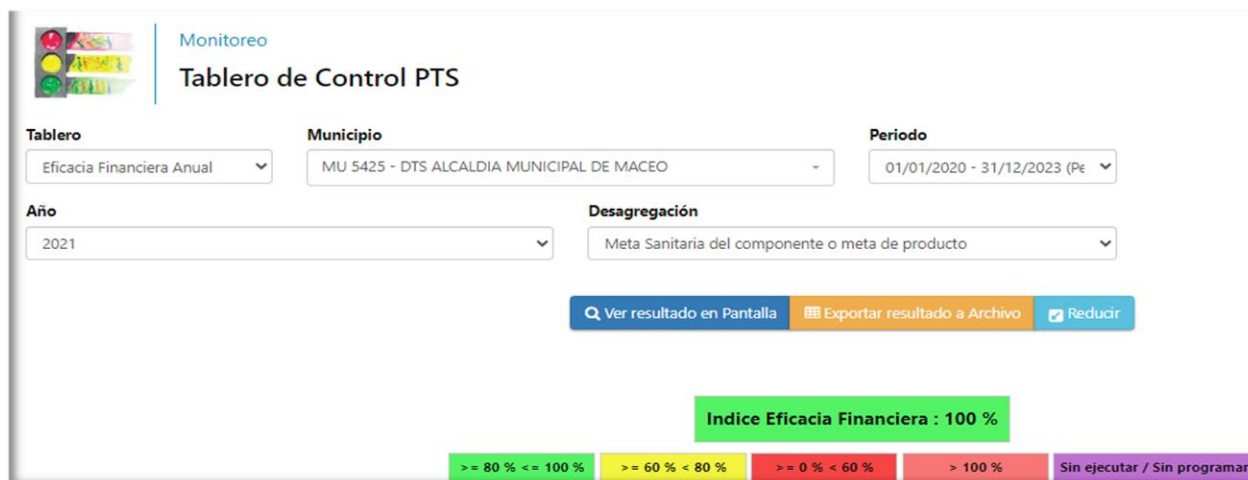 Monitoreo
Tablero de Control PTS
Tablero Municipio Periodo
Eficacia Financiera Anual MU 5425 - DTS ALCALDIA MUNICIPAL DE MACEO 01/01/2020 - 31/12/2023 (Pe
Año Desagregación
2021 Meta Sanitaria del componente o meta de producto
Ver resultado en Pantalla Exportar resultado a Archivo Reducir
Indice Eficacia Financiera : 100 %
>= 80 % <= 100 % >= 60 % < 80 % >= 0 % < 60 % > 100 % Sin ejecutar / Sin programar